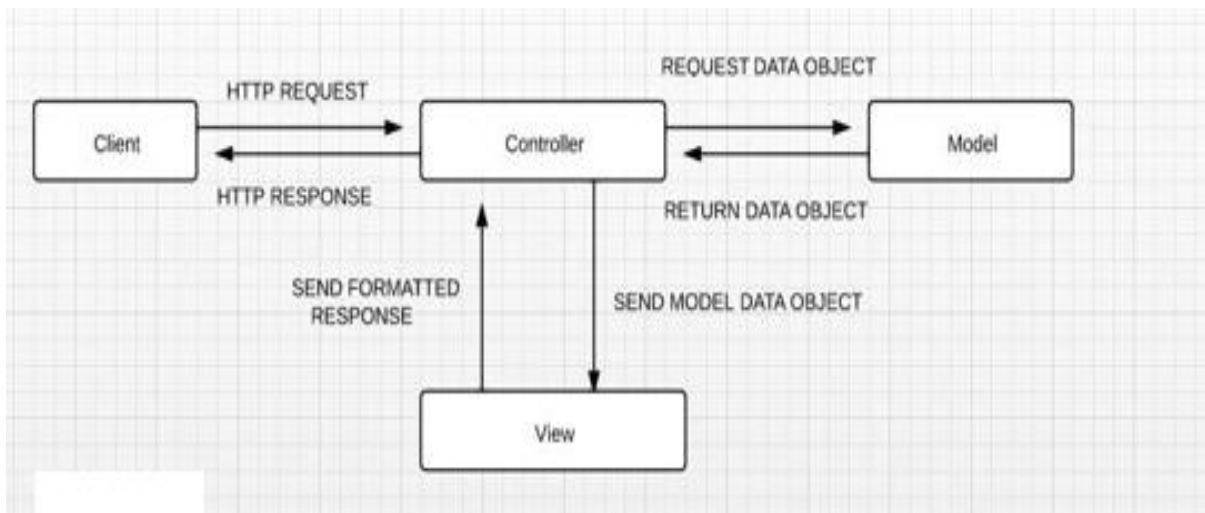 REQUEST DATA OBJECT
HTTP REQUEST
Client
Controller
Model
HTTP RESPONSE
RETURN DATA OBJECT
SEND FORMATTED
RESPONSE
SEND MODEL DATA OBJECT
View